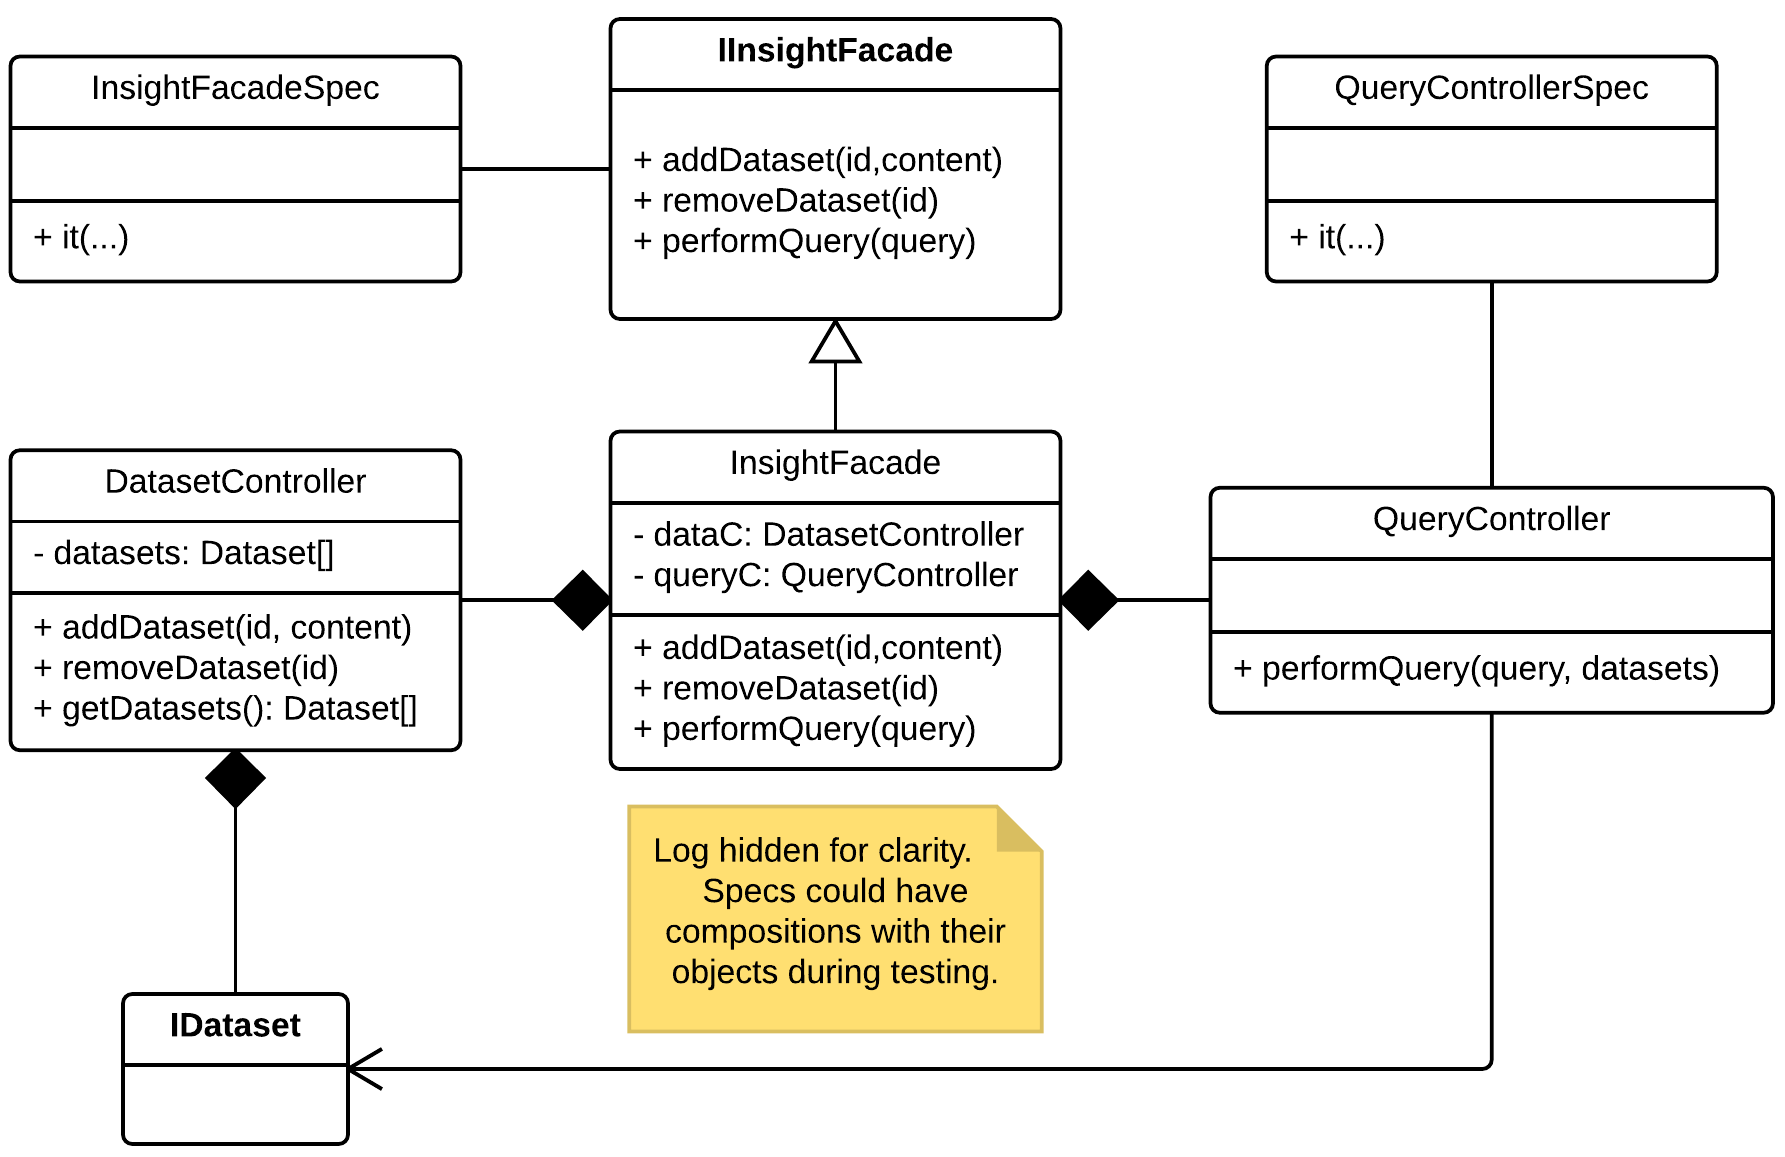 InsightFacadeSpec
+ it(...)
IInsightFacade
+ addDataset(id,content)
+ removeDataset(id)
+ performQuery(query)
QueryControllerSpec
+ it(...)
DatasetController
- datasets: Dataset[]
+ addDataset(id, content)
+ removeDataset(id)
+ getDatasets(): Dataset[]
InsightFacade
- dataC: DatasetController
- queryC: QueryController
+ addDataset(id,content)
+ removeDataset(id)
+ performQuery(query)
QueryController
+ performQuery(query, datasets)
Log hidden for clarity.
Specs could have
compositions with their
objects during testing.
IDataset